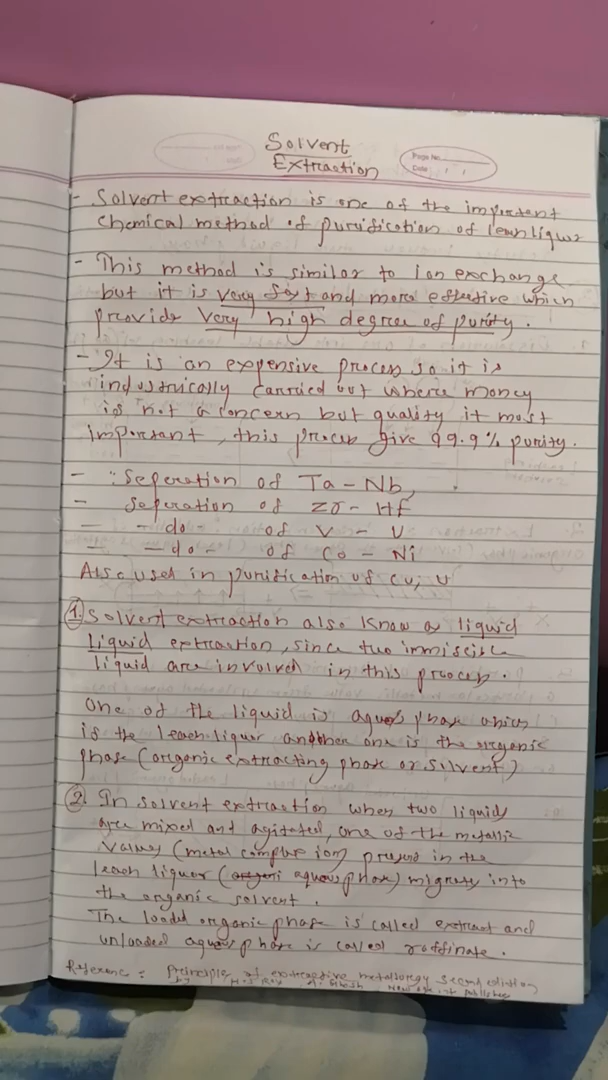 Solvent
Extraction
Page No.
Date
- Solvent extraction is one of the important
chemical method of purification of leach liquor
- This method is similar to ion exchange
but it is very fast and more effective which
provide very high degree of purity.
- It is an expensive process so it is
industrically carried out where money
is not a concern but quality it most
important, this process give 99.9% purity.
- Seperation of Ta - Nb,
- Seperation of Zr - Hf
- - do - of V - U
- - do - of Co - Ni
Also used in purification of Cu, U
1. Solvent extraction also know as liquid
liquid extraction, since two immiscible
liquid are involved in this process.
One of the liquid is aqueous phase which
is the leach liquor another one is the organic
phase (organic extracting phase or solvent)
2. In solvent extraction when two liquids
are mixed and agitated, one of the metallic
values (metal complex ion) present in the
leach liquor (aqueous phase) migrates into
the organic solvent.
The loaded organic phase is called extract and
unloaded aqueous phase is called raffinate.
Reference: Principles of extractive metallurgy second edition
by H.S Ray A. Ghosh New age int publisher